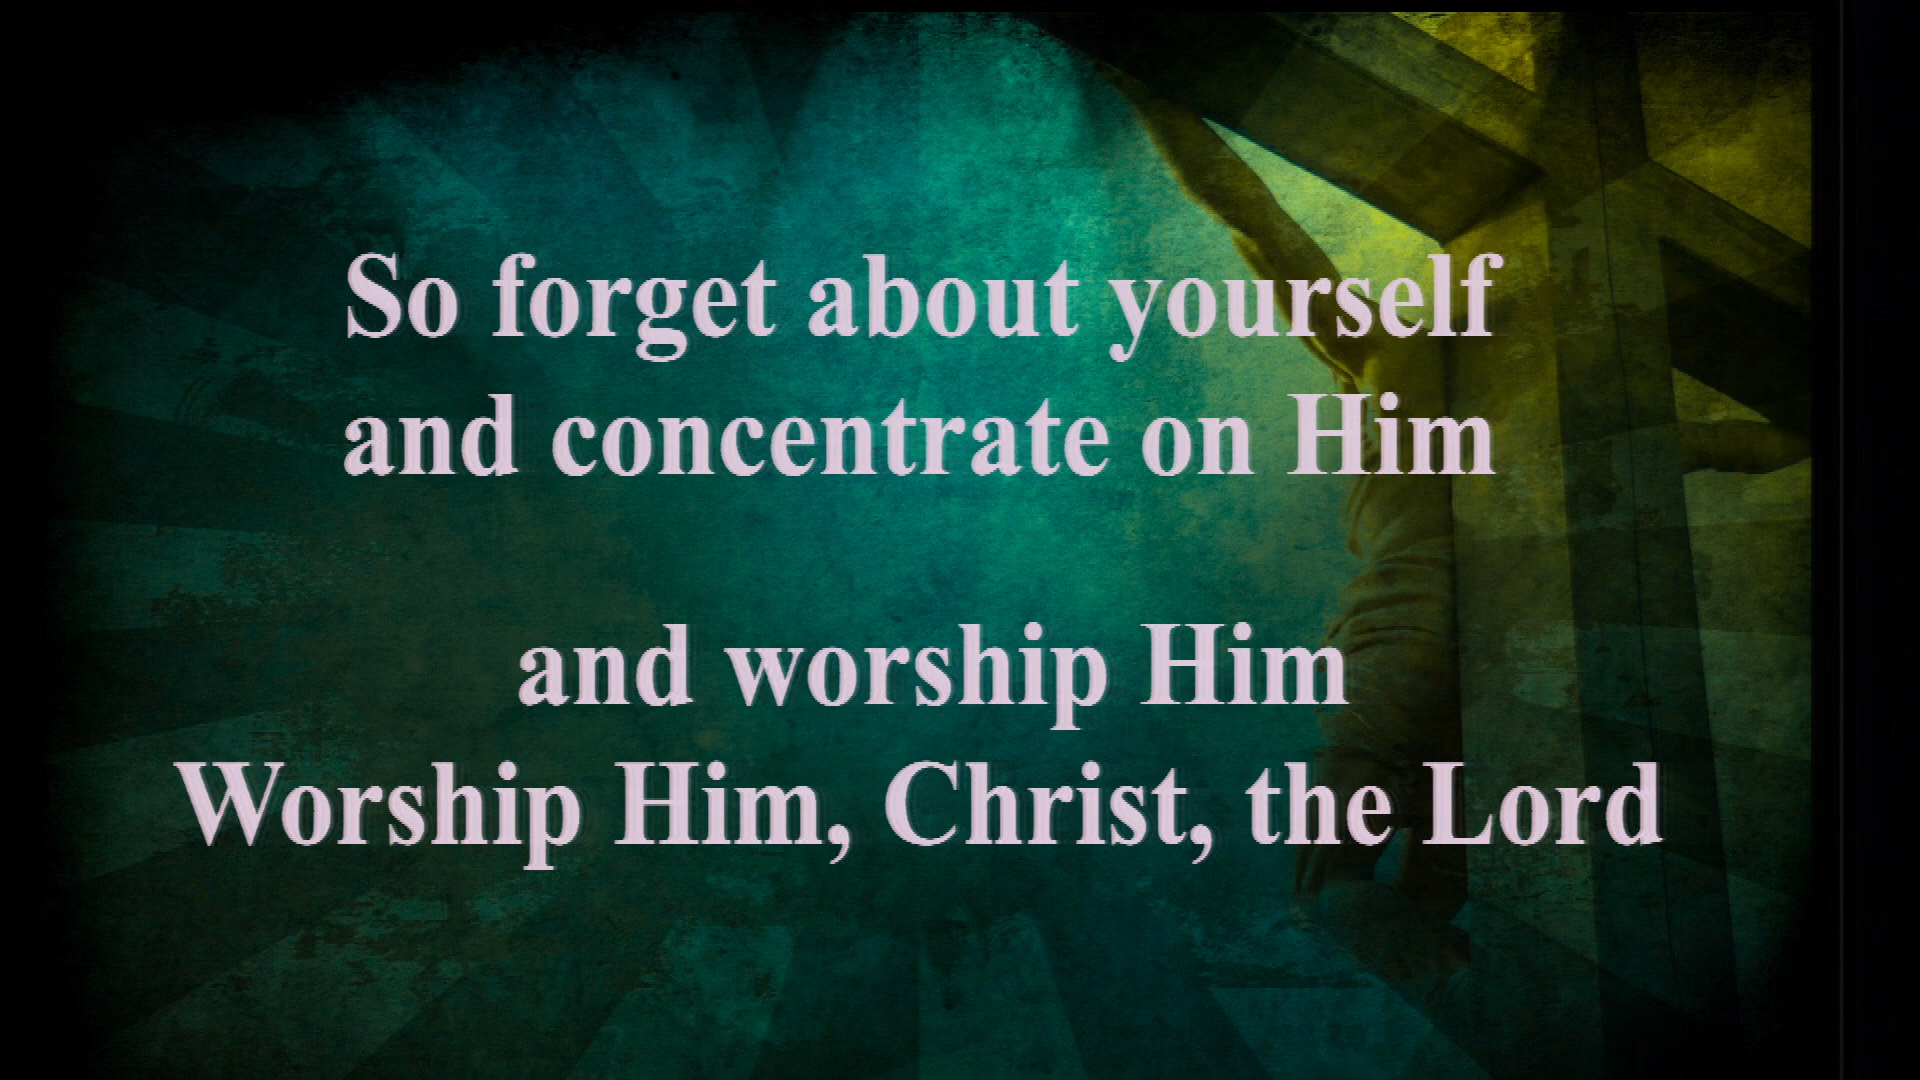 So forget about yourself
and concentrate on Him
and worship Him
Worship Him, Christ, the Lord